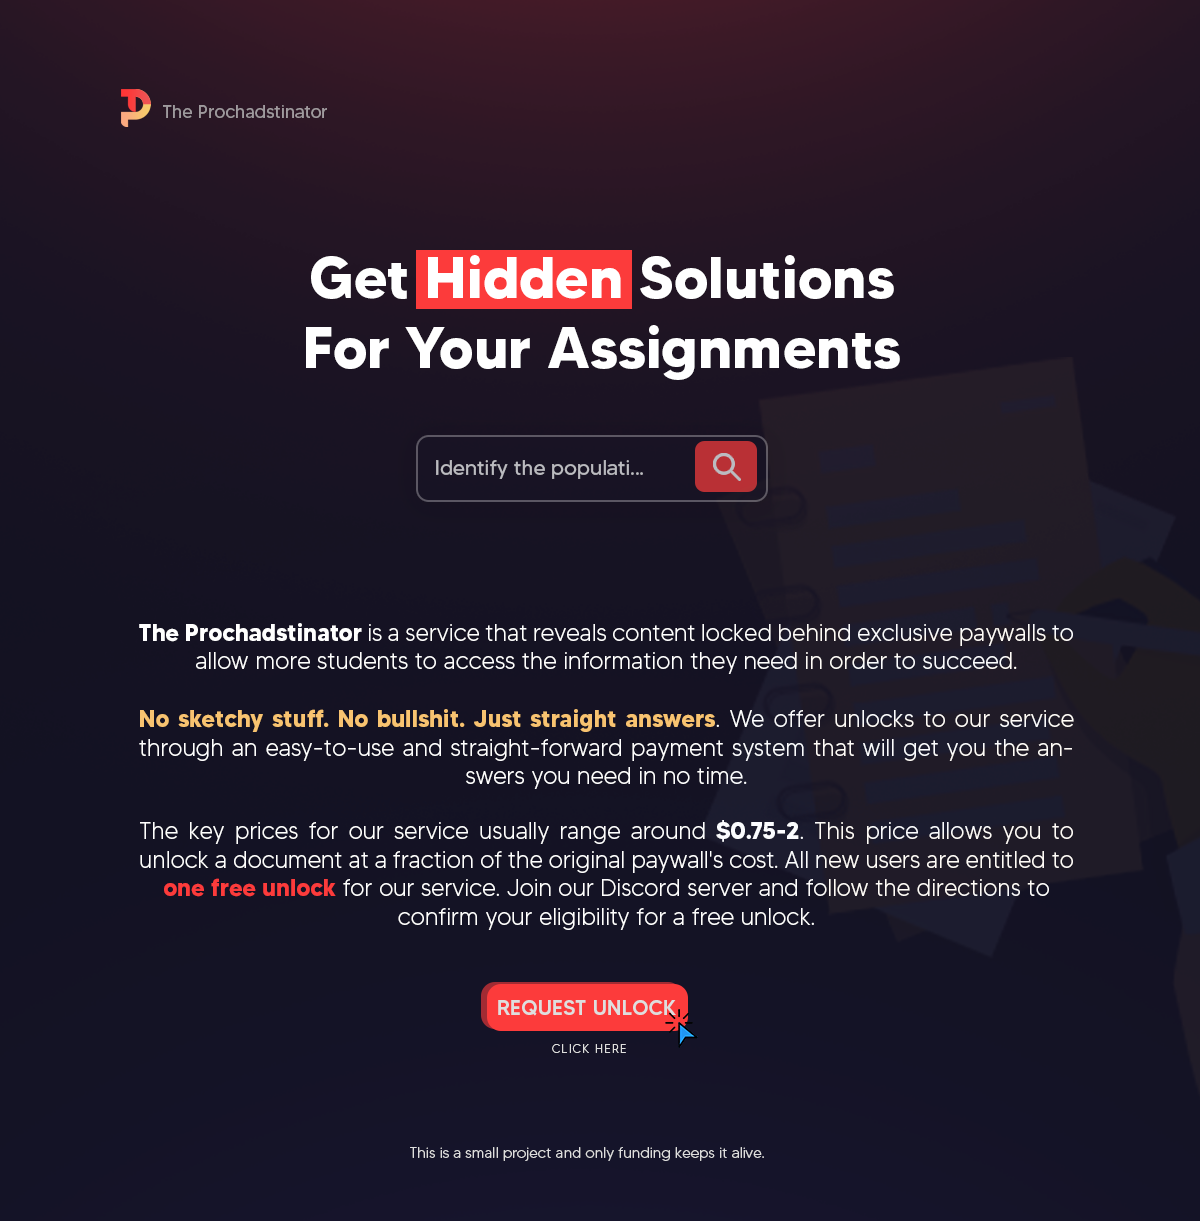 The Prochadstinator
Get Hidden Solutions
For Your Assignments
Identify the populati...
The Prochadstinator is a service that reveals content locked behind exclusive paywalls to
allow more students to access the information they need in order to succeed.
No sketchy stuff. No bullshit. Just straight answers. We offer unlocks to our service
through an easy-to-use and straight-forward payment system that will get you the an-
swers you need in no time.
The key prices for our service usually range around $0.75-2. This price allows you to
unlock a document at a fraction of the original paywall's cost. All new users are entitled to
one free unlock for our service. Join our Discord server and follow the directions to
confirm your eligibility for a free unlock.
REQUEST UNLOCK
CLICK HERE
This is a small project and only funding keeps it alive.